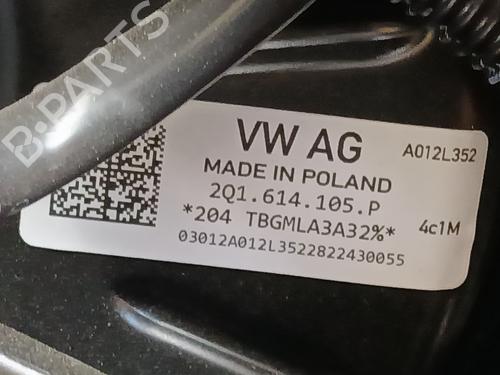 B-PARTS
VW AG
A012L352
MADE IN POLAND
2Q1.614.105.P
*204 TBGMLA3A32%*
4c1M
03012A012L3522822430055